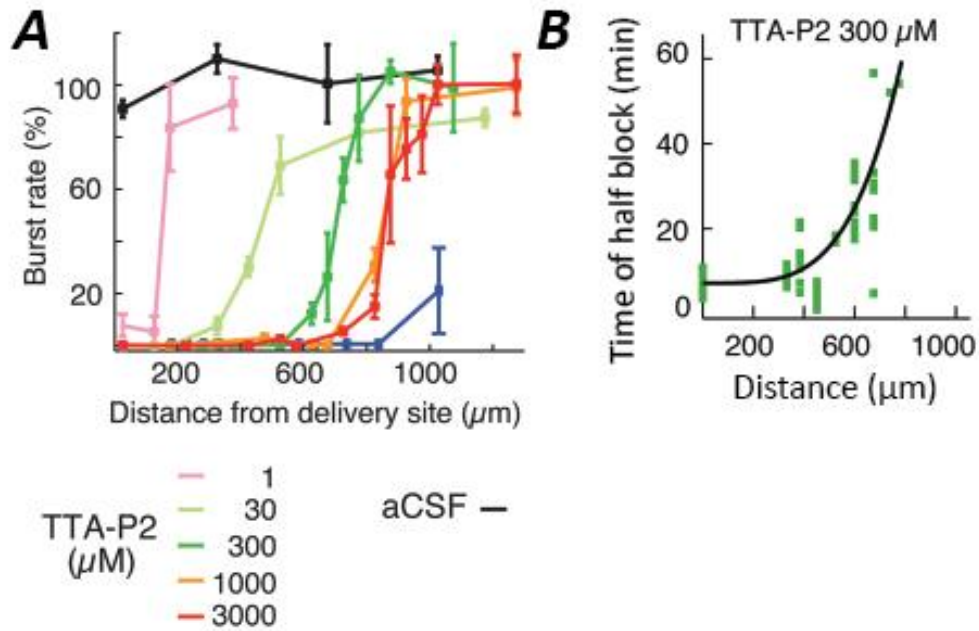 A
Burst rate (%)
100
60
20
200 600 1000
Distance from delivery site (µm)
B
TTA-P2 300 µM
Time of half block (min)
60
40
20
0
200 600 1000
Distance (µm)
TTA-P2
(µM)
1
30
300
1000
3000
aCSF